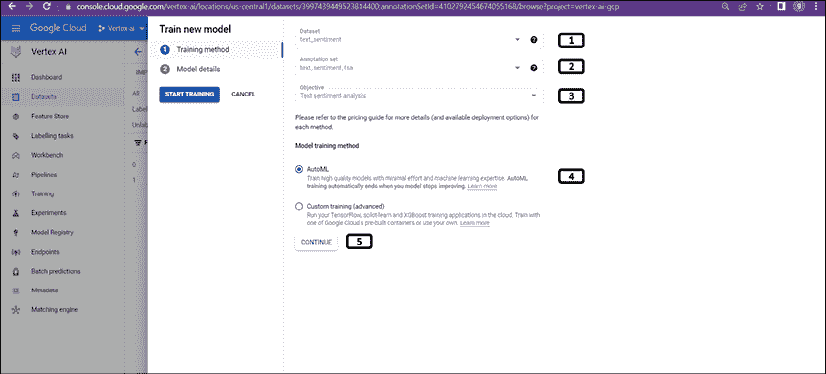 console.cloud.google.com/vertex-ai/locations/us-central1/datasets/3997439449523814400;annotationSetId=4102792454674055168/browse?project=vertex-ai-gcp
Google Cloud
Vertex-ai
Vertex AI
Dashboard
Datasets
Feature Store
Labelling tasks
Workbench
Pipelines
Training
Experiments
Model Registry
Endpoints
Batch predictions
Metadata
Matching engine
All
0
1
Train new model
1 Training method
2 Model details
START TRAINING CANCEL
Dataset
text_sentiment
1
Annotation set
text_sentiment_tsa
2
Objective
Text sentiment analysis
3
Please refer to the pricing guide for more details (and available deployment options) for
each method.
Model training method
AutoML
Train high quality models with minimal effort and machine learning expertise. AutoML
training automatically ends when you model stops improving. Learn more
4
Custom training (advanced)
Run your TensorFlow, scikit-learn and XGBoost training applications in the cloud. Train with
one of Google Cloud's pre-built containers or use your own. Learn more
CONTINUE
5